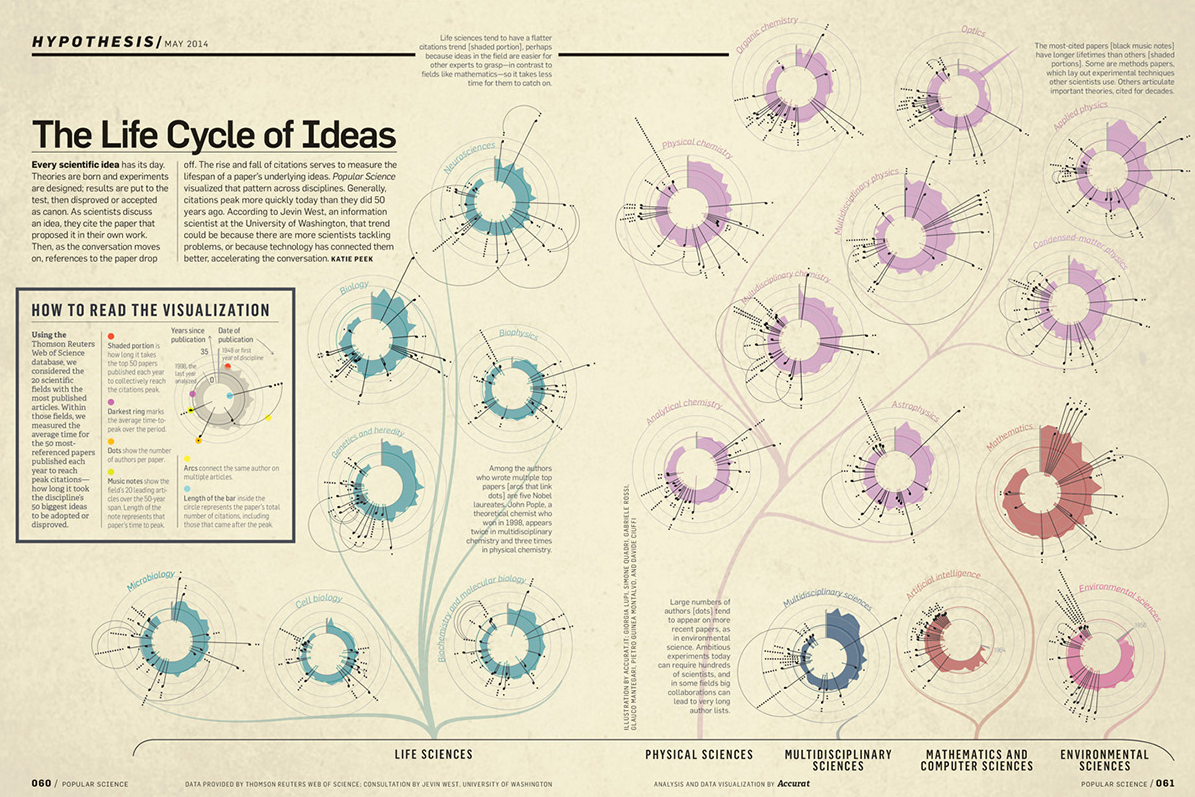 HYPOTHESIS/ MAY 2014
Life sciences tend to have a flatter
citations trend [shaded portion], perhaps
because ideas in the field are easier for
other experts to grasp—in contrast to
fields like mathematics—so it takes less
time for them to catch on.
The most-cited papers [black music notes]
have longer lifetimes than others [shaded
portions]. Some are methods papers,
which lay out experimental techniques
other scientists use. Others articulate
important theories, cited for decades.
The Life Cycle of Ideas
Every scientific idea has its day.
Theories are born and experiments
are designed; results are put to the
test, then disproved or accepted
as canon. As scientists discuss
an idea, they cite the paper that
proposed it in their own work.
Then, as the conversation moves
on, references to the paper drop
off. The rise and fall of citations serves to measure the
lifespan of a paper's underlying ideas. Popular Science
visualized that pattern across disciplines. Generally,
citations peak more quickly today than they did 50
years ago. According to Jevin West, an information
scientist at the University of Washington, that trend
could be because there are more scientists tackling
problems, or because technology has connected them
better, accelerating the conversation. KATIE PEEK
HOW TO READ THE VISUALIZATION
Using the
Thomson Reuters
Web of Science
database, we
considered the
20 scientific
fields with the
most published
articles. Within
those fields, we
measured the
average time for
the 50 most-
referenced papers
published each
year to reach
peak citations—
how long it took
the discipline's
50 biggest ideas
to be adopted or
disproved.
Shaded portion is
how long it takes
the top 50 papers
published each year
to collectively reach
the citations peak.
Darkest ring marks
the average time-to-
peak over the period.
Dots show the number
of authors per paper.
Music notes show the
field's 20 leading arti-
cles over the 50-year
span. Length of the
note represents that
paper's time to peak.
Years since
publication
Date of
publication
35
0
1948 or first
year of discipline
1998, the
last year
analyzed
Arcs connect the same author on
multiple articles.
Length of the bar inside the
circle represents the paper's total
number of citations, including
those that came after the peak.
Neurosciences
Biology
Biophysics
Genetics and heredity
Microbiology
Cell biology
Biochemistry and molecular biology
Among the authors
who wrote multiple top
papers [arcs that link
dots] are five Nobel
laureates. John Pople, a
theoretical chemist who
won in 1998, appears
twice in multidisciplinary
chemistry and three times
in physical chemistry.
Organic chemistry
Optics
Applied physics
Physical chemistry
Multidisciplinary physics
Condensed-matter physics
Multidisciplinary chemistry
Analytical chemistry
Astrophysics
Mathematics
Multidisciplinary sciences
Artificial intelligence
1964
Environmental sciences
Large numbers of
authors [dots] tend
to appear on more
recent papers, as
in environmental
science. Ambitious
experiments today
can require hundreds
of scientists, and
in some fields big
collaborations can
lead to very long
author lists.
ILLUSTRATION BY ACCURAT.IT: GIORGIA LUPI, SIMONE QUADRI, GABRIELE ROSSI,
GLAUCO MANTEGARI, PIETRO GUINEA MONTALVO, AND DAVIDE CIUFFI
LIFE SCIENCES
PHYSICAL SCIENCES
MULTIDISCIPLINARY
SCIENCES
MATHEMATICS AND
COMPUTER SCIENCES
ENVIRONMENTAL
SCIENCES
060 / POPULAR SCIENCE
DATA PROVIDED BY THOMSON REUTERS WEB OF SCIENCE; CONSULTATION BY JEVIN WEST, UNIVERSITY OF WASHINGTON
ANALYSIS AND DATA VISUALIZATION BY Accurat
POPULAR SCIENCE / 061